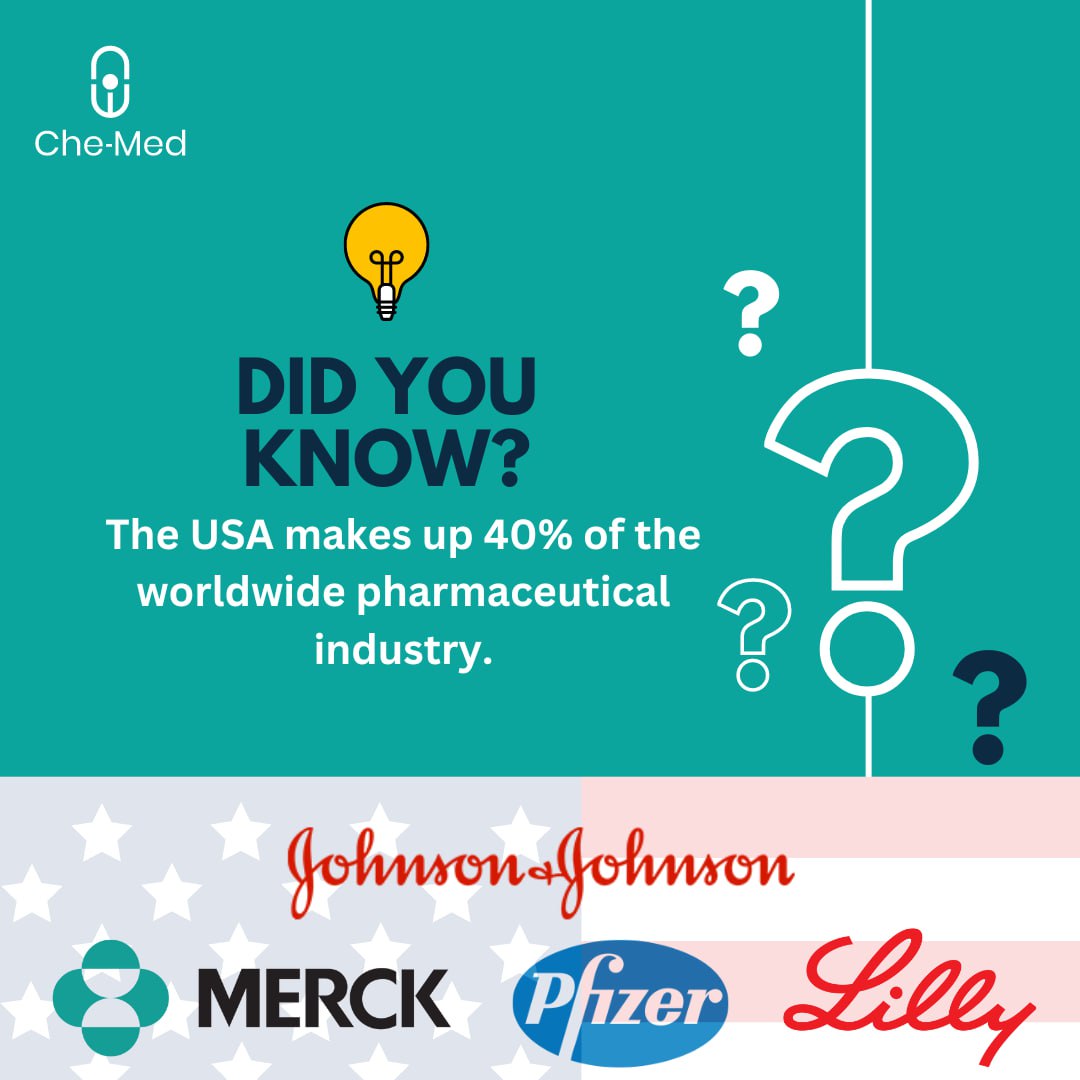 Che-Med
DID YOU
KNOW?
The USA makes up 40% of the
worldwide pharmaceutical
industry.
?
?
?
?
Johnson&Johnson
MERCK
Pfizer
Lilly